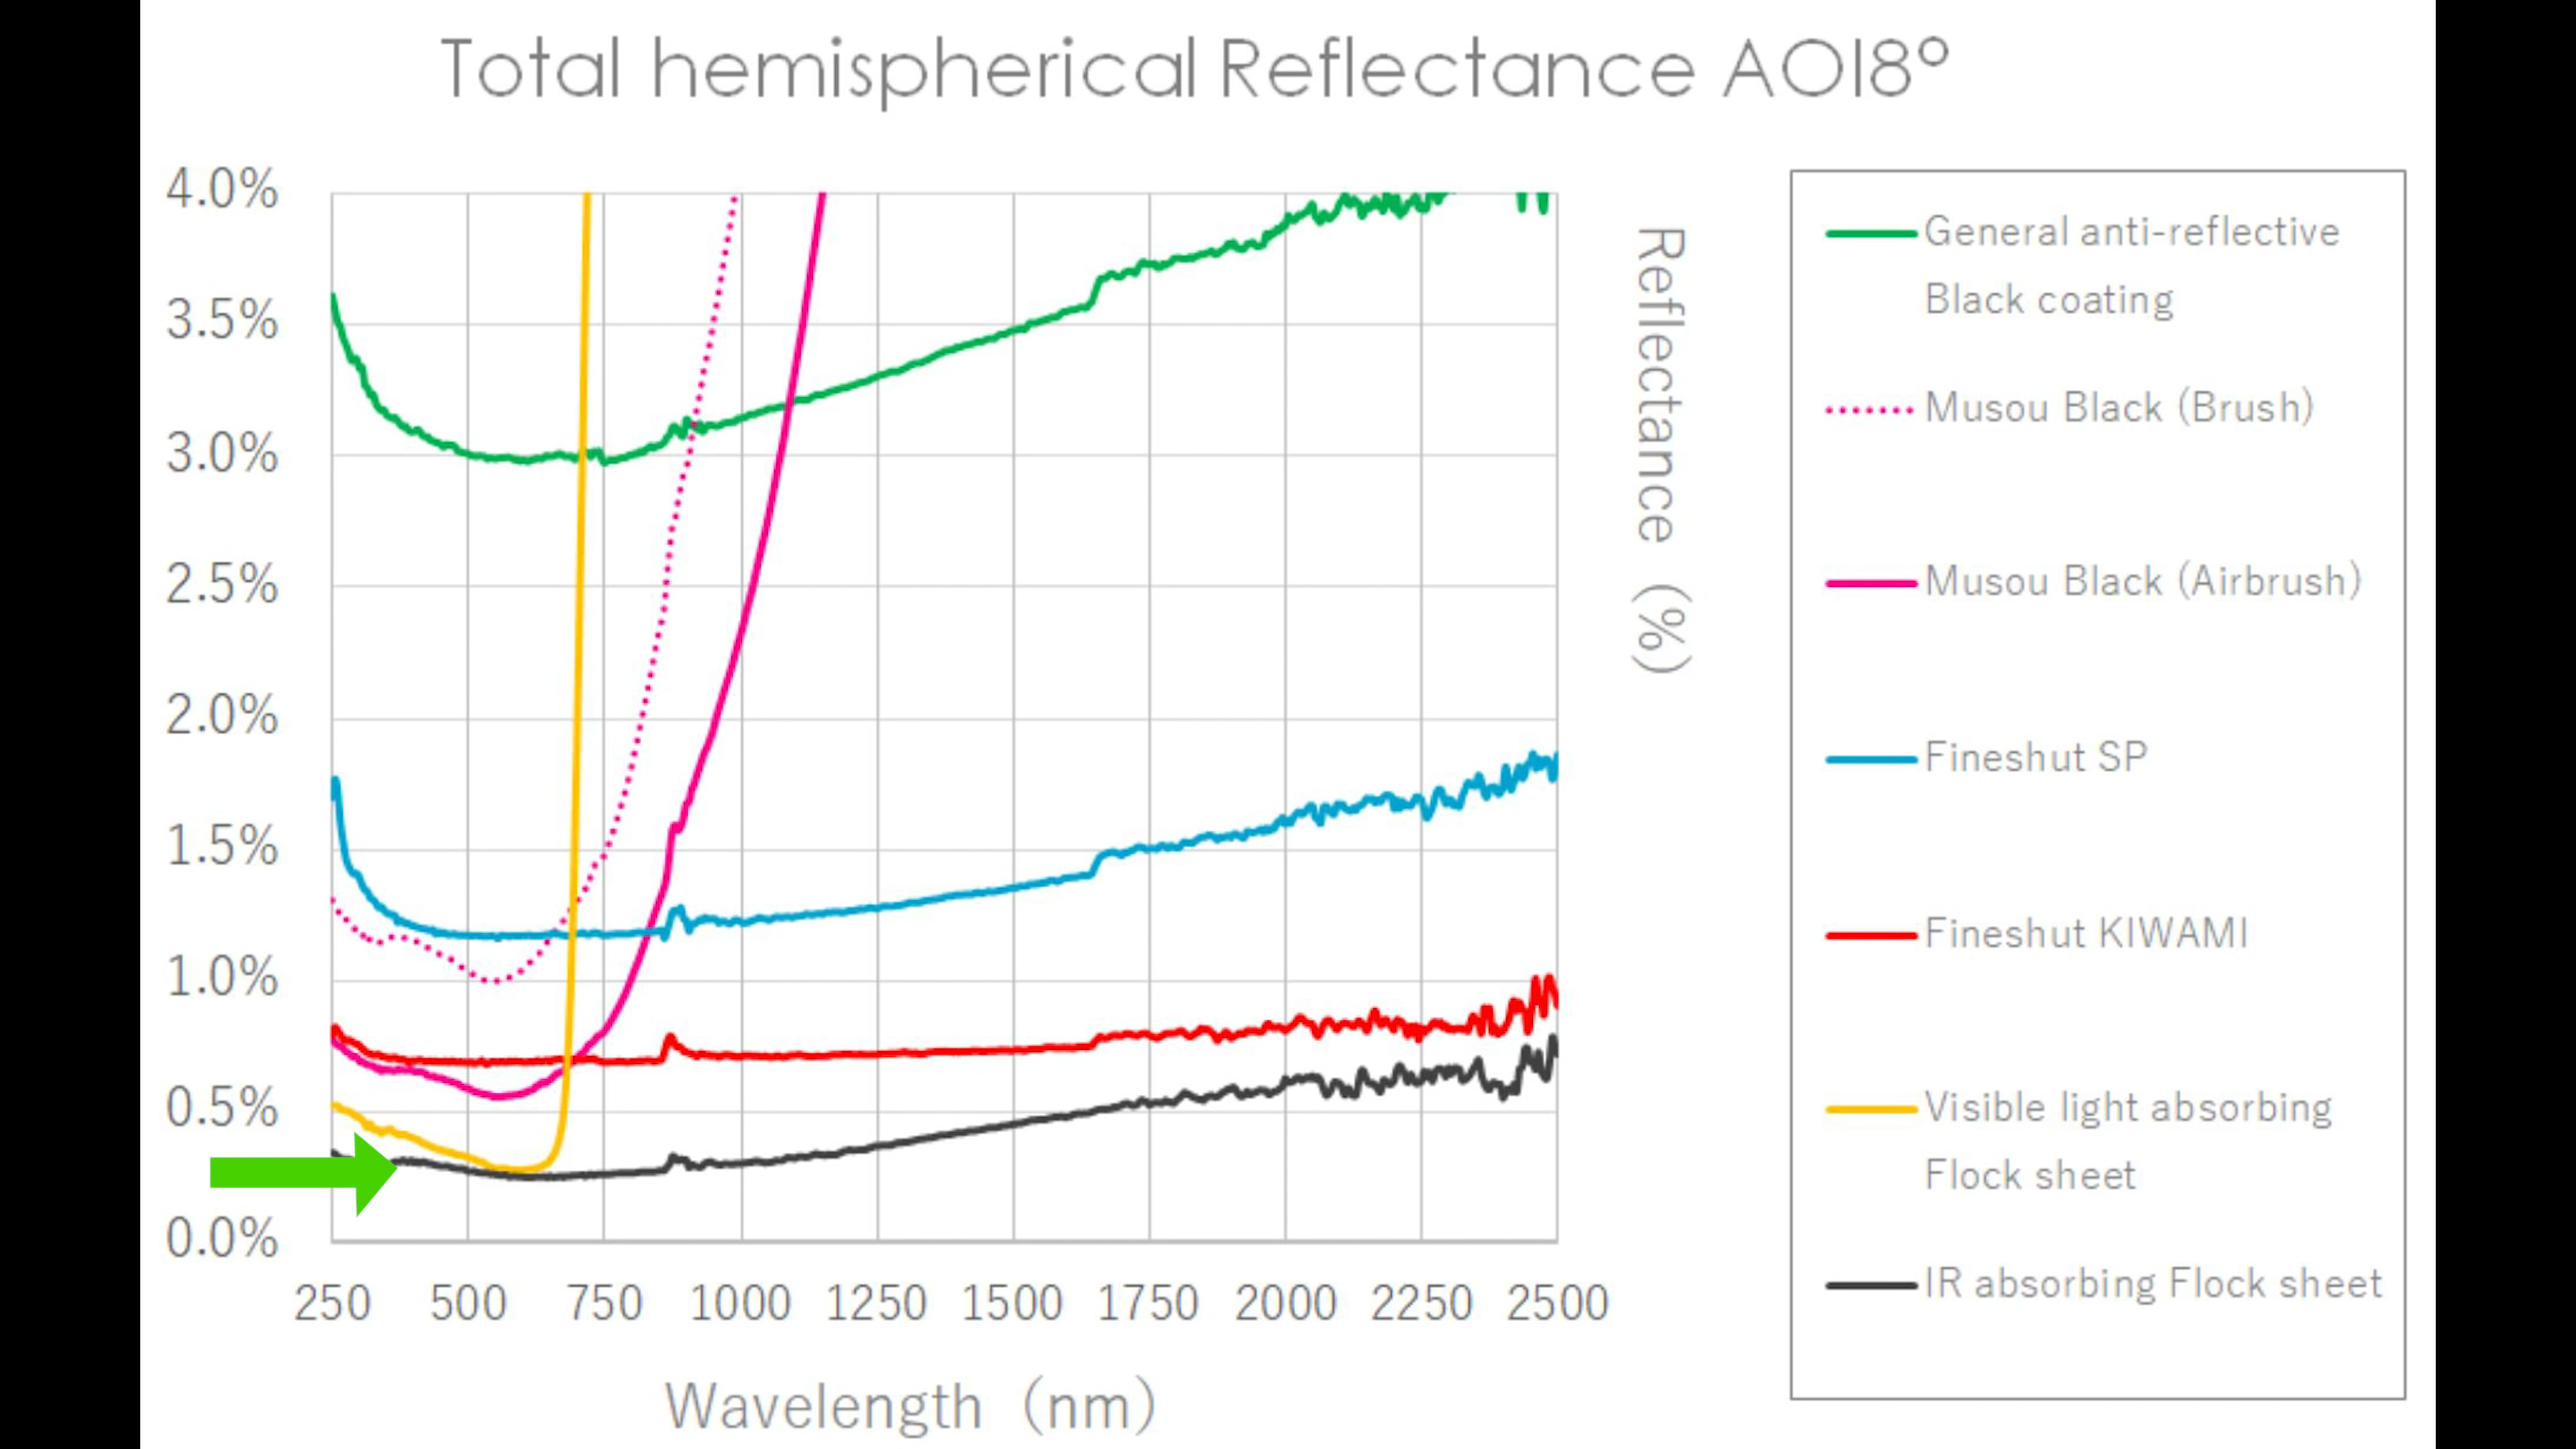 Total hemispherical Reflectance AOI8°
4.0%
3.5%
3.0%
2.5%
2.0%
1.5%
1.0%
0.5%
0.0%
250 500 750 1000 1250 1500 1750 2000 2250 2500
Wavelength (nm)
Reflectance (%)
General anti-reflective
Black coating
Musou Black (Brush)
Musou Black (Airbrush)
Fineshut SP
Fineshut KIWAMI
Visible light absorbing
Flock sheet
IR absorbing Flock sheet